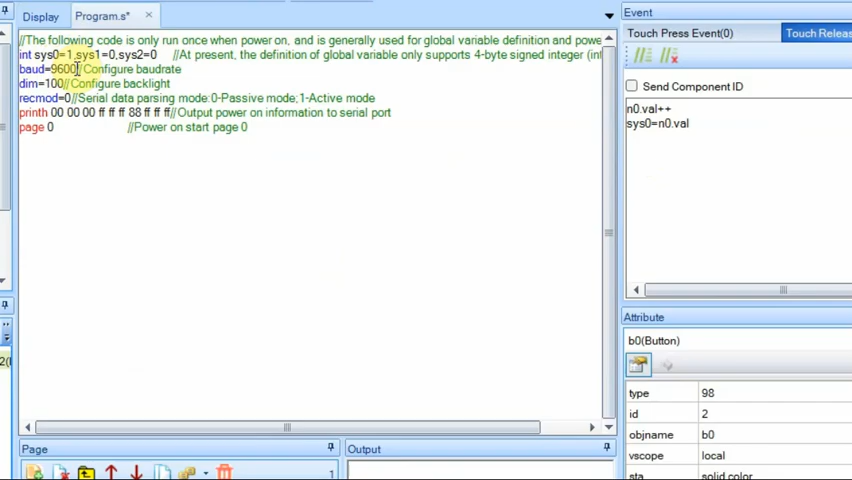 Display
Program.s*
//The following code is only run once when power on, and is generally used for global variable definition and powe
int sys0=1,sys1=0,sys2=0 //At present, the definition of global variable only supports 4-byte signed integer (int
baud=9600//Configure baudrate
dim=100//Configure backlight
recmod=0//Serial data parsing mode:0-Passive mode;1-Active mode
printh 00 00 00 ff ff ff 88 ff ff ff//Output power on information to serial port
page 0 //Power on start page 0
Page
1
Output
Event
Touch Press Event(0)
Touch Releas
Send Component ID
n0.val++
sys0=n0.val
Attribute
b0(Button)
type 98
id 2
objname b0
vscope local
sta solid color